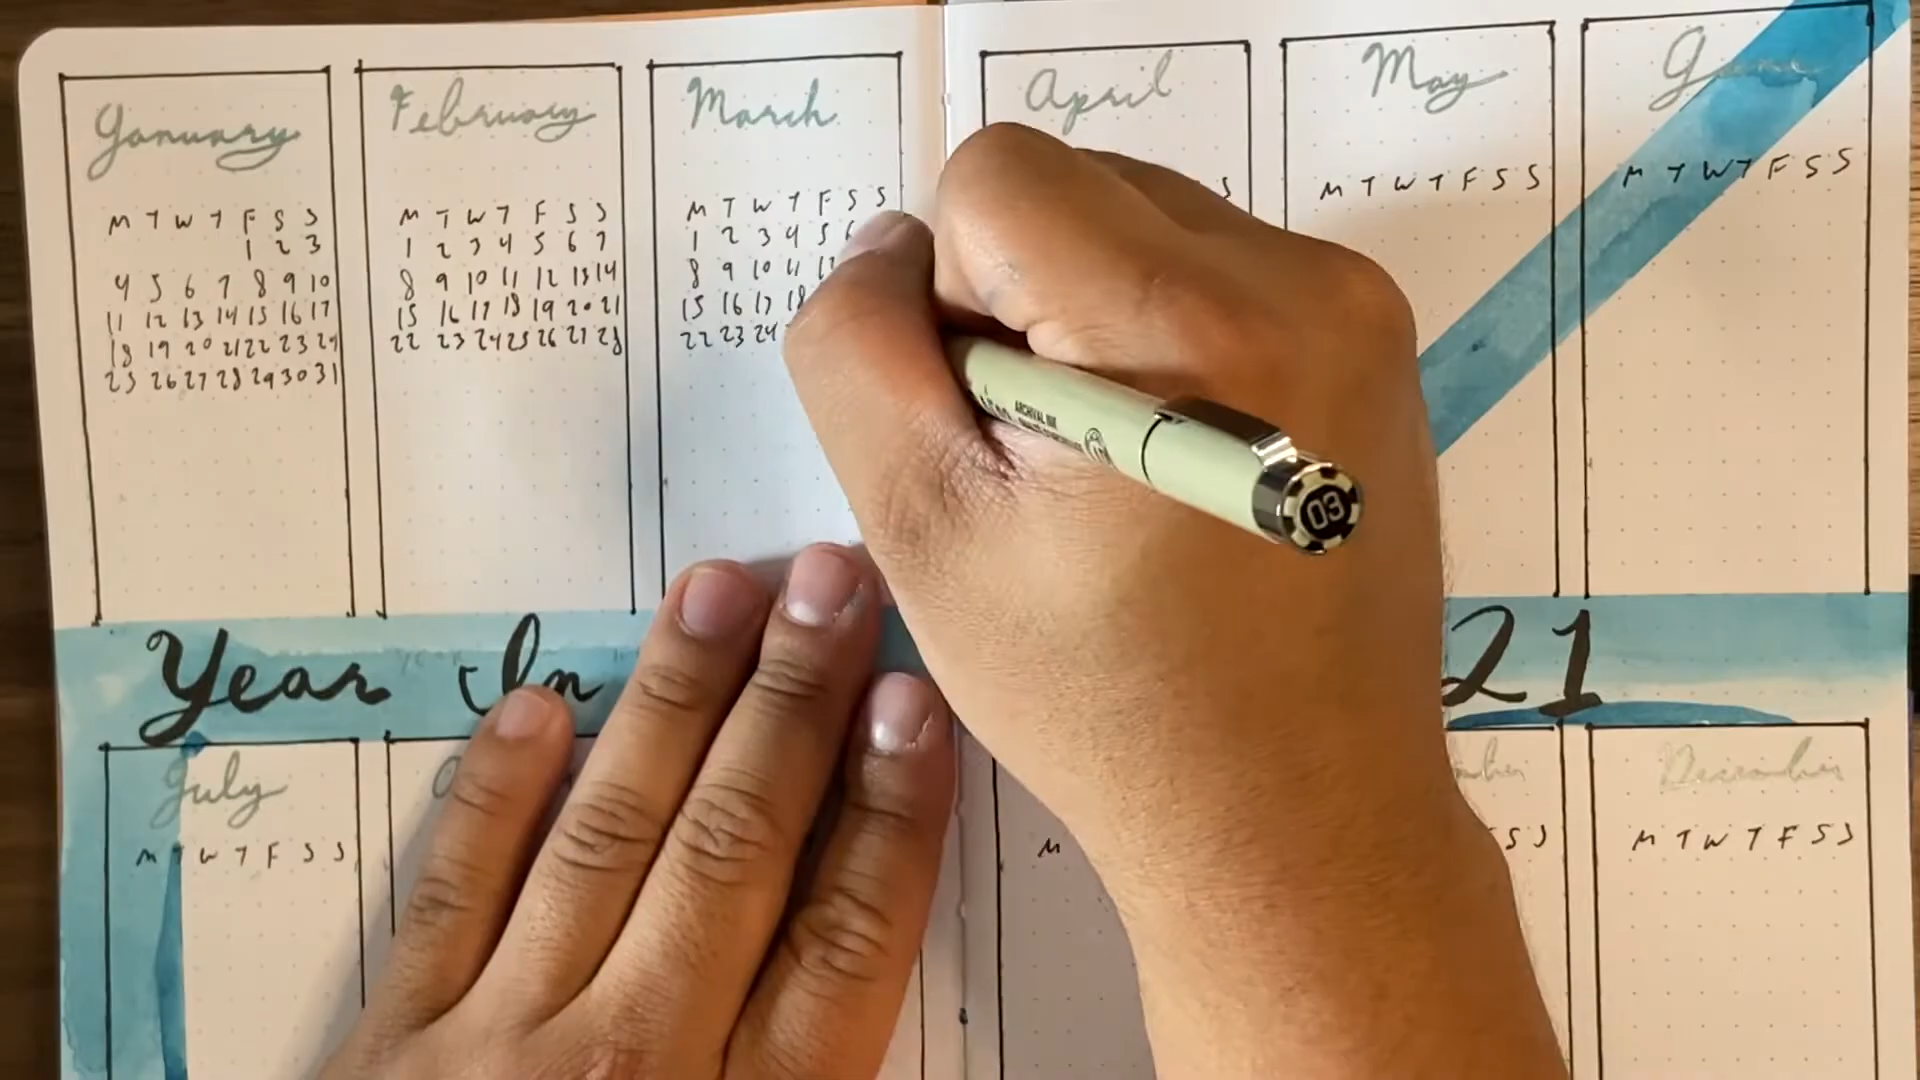 January
M T W T F S S
1 2 3
4 5 6 7 8 9 10
11 12 13 14 15 16 17
18 19 20 21 22 23 24
25 26 27 28 29 30 31
February
M T W T F S S
1 2 3 4 5 6 7
8 9 10 11 12 13 14
15 16 17 18 19 20 21
22 23 24 25 26 27 28
March
M T W T F S S
1 2 3 4 5 6
8 9 10 11 12
15 16 17 18
22 23 24
April
S
May
M T W T F S S
June
M T W T F S S
ARCHIVAL INK
03
Year In
21
July
M T W T F S S
M
S S
December
M T W T F S S